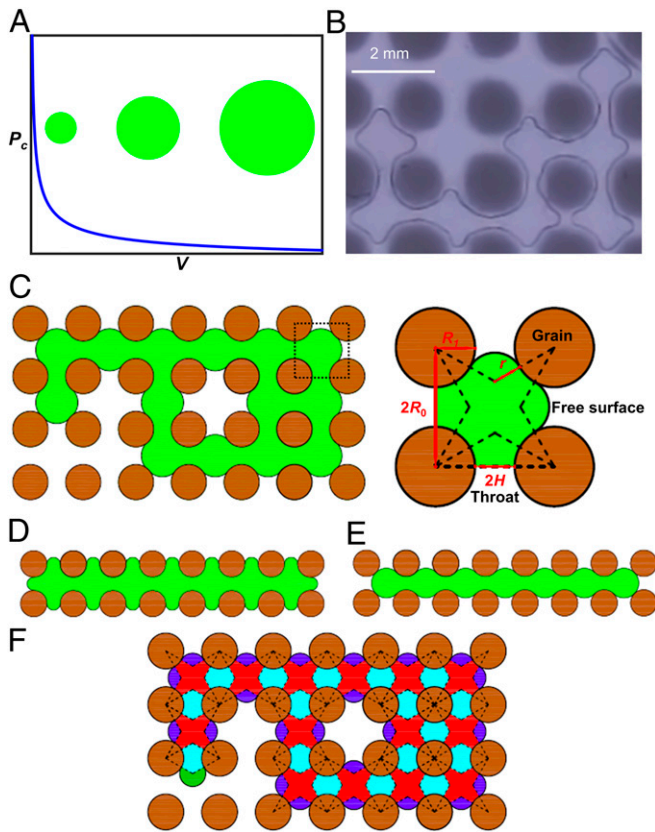 A
P_c
V
B
2 mm
C
R_1
r
Grain
2R_0
Free surface
2H
Throat
D
E
F